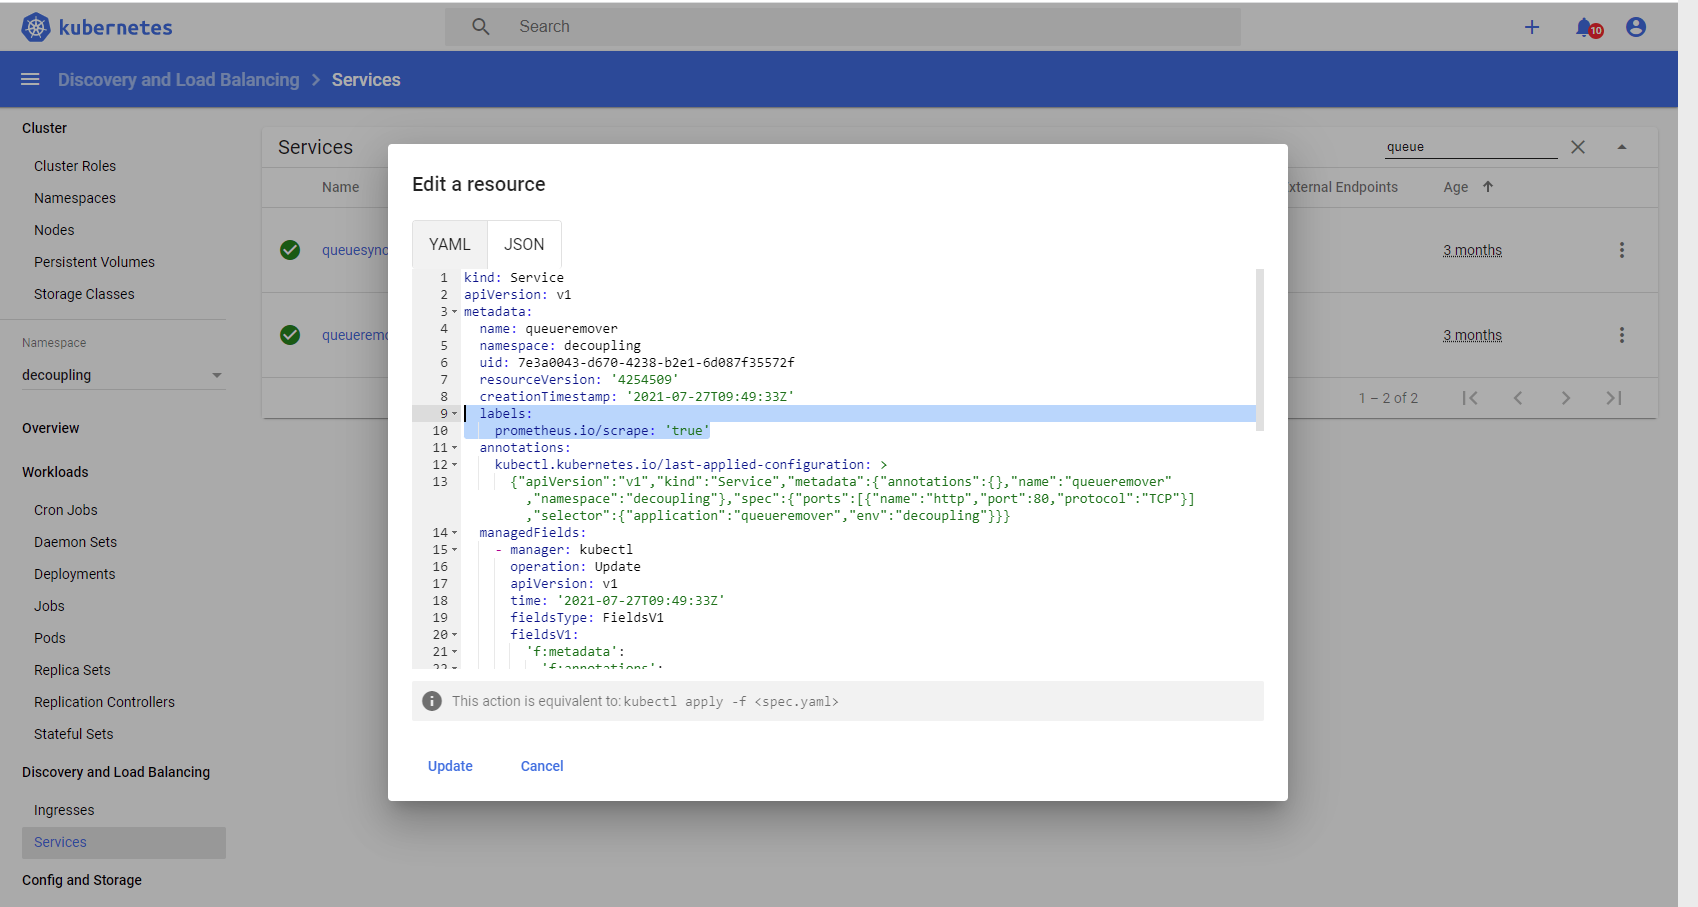 kubernetes
Search
10
Discovery and Load Balancing > Services
Cluster
Cluster Roles
Namespaces
Nodes
Persistent Volumes
Storage Classes
Namespace
decoupling
Overview
Workloads
Cron Jobs
Daemon Sets
Deployments
Jobs
Pods
Replica Sets
Replication Controllers
Stateful Sets
Discovery and Load Balancing
Ingresses
Services
Config and Storage
Services
queue
Name
xternal Endpoints
Age
queuesync
3 months
queueremo
3 months
1 – 2 of 2
Edit a resource
YAML JSON
1 kind: Service
2 apiVersion: v1
3 metadata:
4 name: queueremover
5 namespace: decoupling
6 uid: 7e3a0043-d670-4238-b2e1-6d087f35572f
7 resourceVersion: '4254509'
8 creationTimestamp: '2021-07-27T09:49:33Z'
9 labels:
10 prometheus.io/scrape: 'true'
11 annotations:
12 kubectl.kubernetes.io/last-applied-configuration: >
13 {"apiVersion":"v1","kind":"Service","metadata":{"annotations":{},"name":"queueremover"
,"namespace":"decoupling"},"spec":{"ports":[{"name":"http","port":80,"protocol":"TCP"}]
,"selector":{"application":"queueremover","env":"decoupling"}}}
14 managedFields:
15 - manager: kubectl
16 operation: Update
17 apiVersion: v1
18 time: '2021-07-27T09:49:33Z'
19 fieldsType: FieldsV1
20 fieldsV1:
21 'f:metadata':
22 'f:annotations':
This action is equivalent to: kubectl apply -f <spec.yaml>
Update Cancel